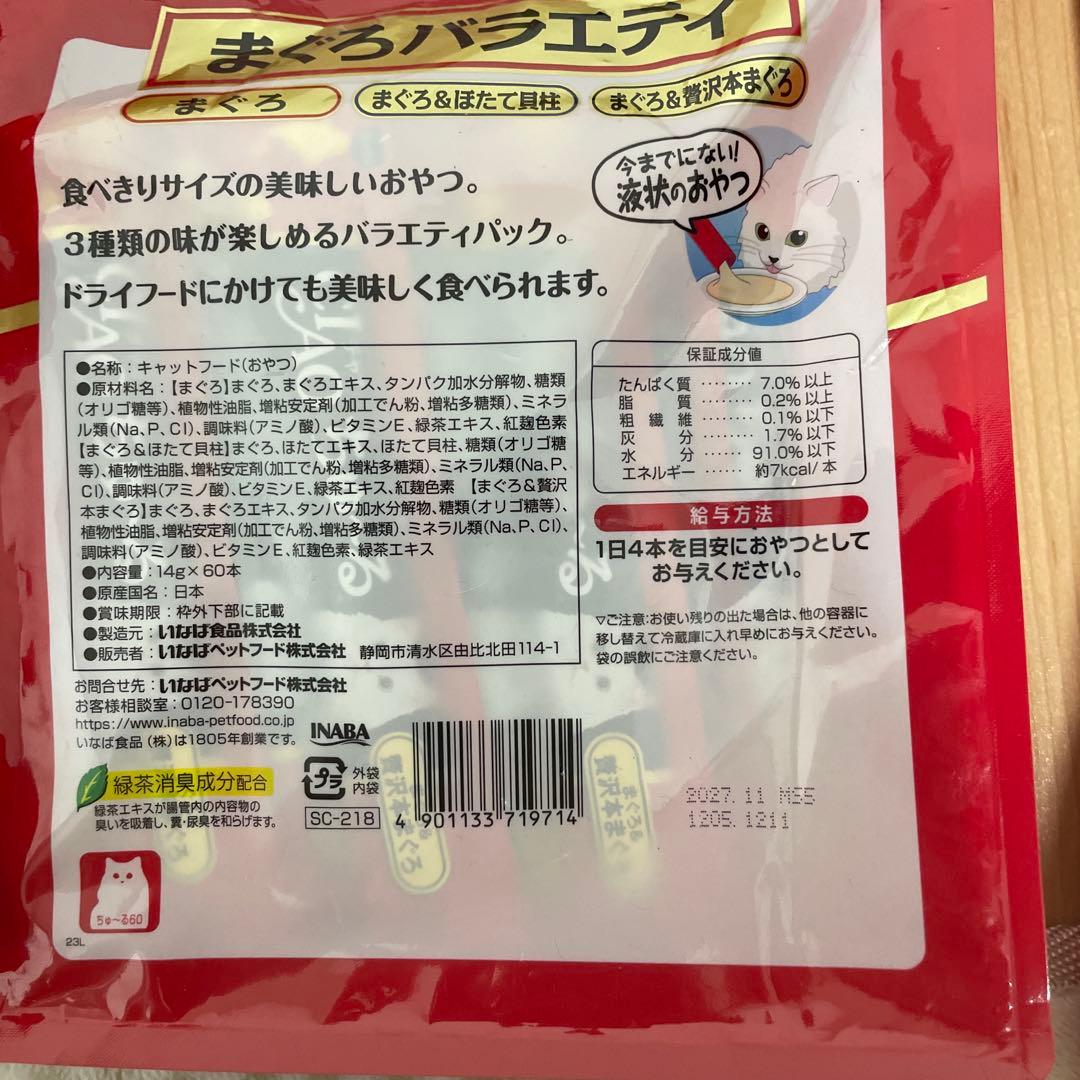 まぐろバラエティ
まぐろ
まぐろ&ほたて貝柱
まぐろ&贅沢本まぐろ
今までにない!
液状のおやつ
食べきりサイズの美味しいおやつ。
3種類の味が楽しめるバラエティパック。
ドライフードにかけても美味しく食べられます。
●名称:キャットフード(おやつ)
●原材料名:【まぐろ】まぐろ、まぐろエキス、タンパク加水分解物、糖類
(オリゴ糖等)、植物性油脂、増粘安定剤(加工でん粉、増粘多糖類)、ミネラ
ル類(Na、P、Cl)、調味料(アミノ酸)、ビタミンE、緑茶エキス、紅麹色素
【まぐろ&ほたて貝柱】まぐろ、ほたてエキス、ほたて貝柱、糖類(オリゴ糖
等)、植物性油脂、増粘安定剤(加工でん粉、増粘多糖類)、ミネラル類(Na、P、
Cl)、調味料(アミノ酸)、ビタミンE、緑茶エキス、紅麹色素 【まぐろ&贅沢
本まぐろ】まぐろ、まぐろエキス、タンパク加水分解物、糖類(オリゴ糖等)、
植物性油脂、増粘安定剤(加工でん粉、増粘多糖類)、ミネラル類(Na、P、Cl)、
調味料(アミノ酸)、ビタミンE、紅麹色素、緑茶エキス
●内容量:14g×60本
●原産国名:日本
●賞味期限:枠外下部に記載
●製造元:いなば食品株式会社
●販売者:いなばペットフード株式会社 静岡市清水区由比北田114-1
お問合せ先:いなばペットフード株式会社
お客様相談室:0120-178390
https://www.inaba-petfood.co.jp
いなば食品(株)は1805年創業です。
INABA
緑茶消臭成分配合
緑茶エキスが腸管内の内容物の
臭いを吸着し、糞・尿臭を和らげます。
プラ
外袋
内袋
SC-218
4 901133 719714
ちゅ〜る60
23L
保証成分値
たんぱく質 ········ 7.0%以上
脂質 ········ 0.2%以上
粗繊維 ········ 0.1%以下
灰分 ········ 1.7%以下
水分 ········ 91.0%以下
エネルギー ······ 約7kcal/本
給与方法
1日4本を目安におやつとして
お与えください。
▽ご注意:お使い残りの出た場合は、他の容器に
移し替えて冷蔵庫に入れ早めにお与えください。
袋の誤飲にご注意ください。
2027.11 MS5
1205.1211